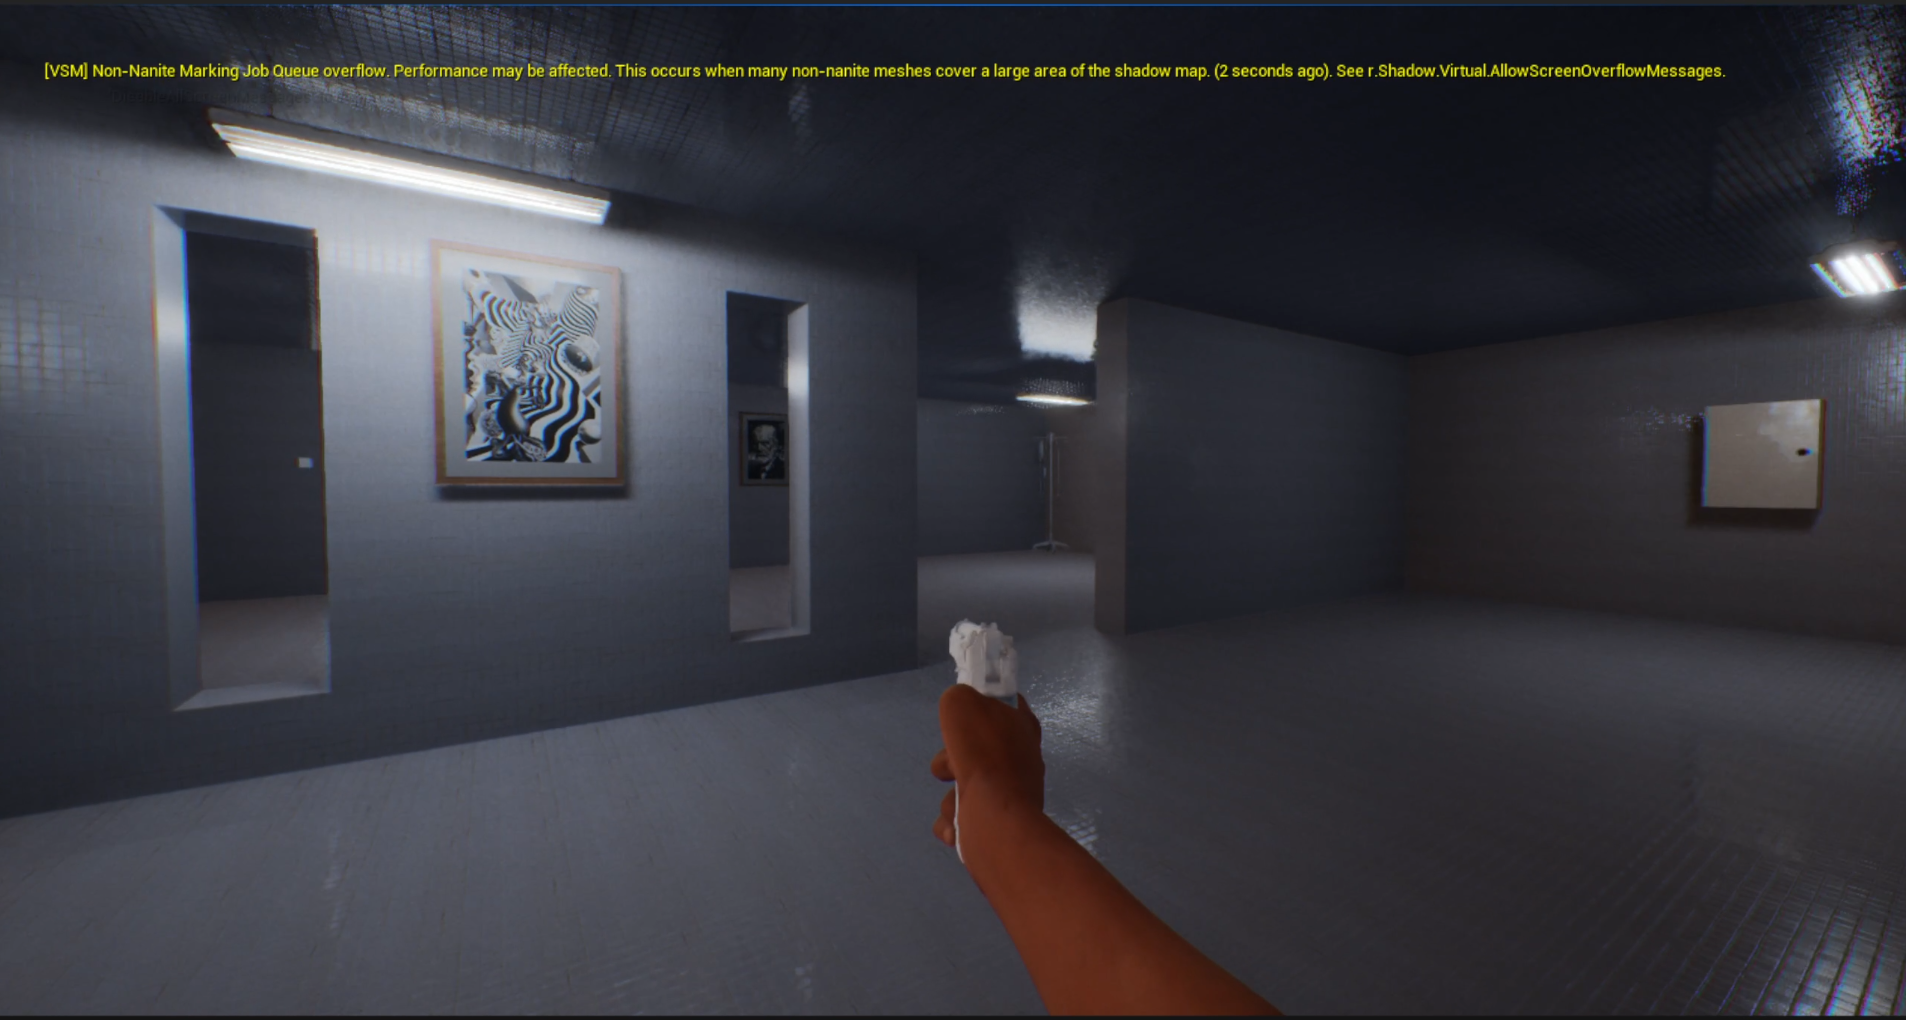 [VSM] Non-Nanite Marking Job Queue overflow. Performance may be affected. This occurs when many non-nanite meshes cover a large area of the shadow map. (2 seconds ago). See r.Shadow.Virtual.AllowScreenOverflowMessages.